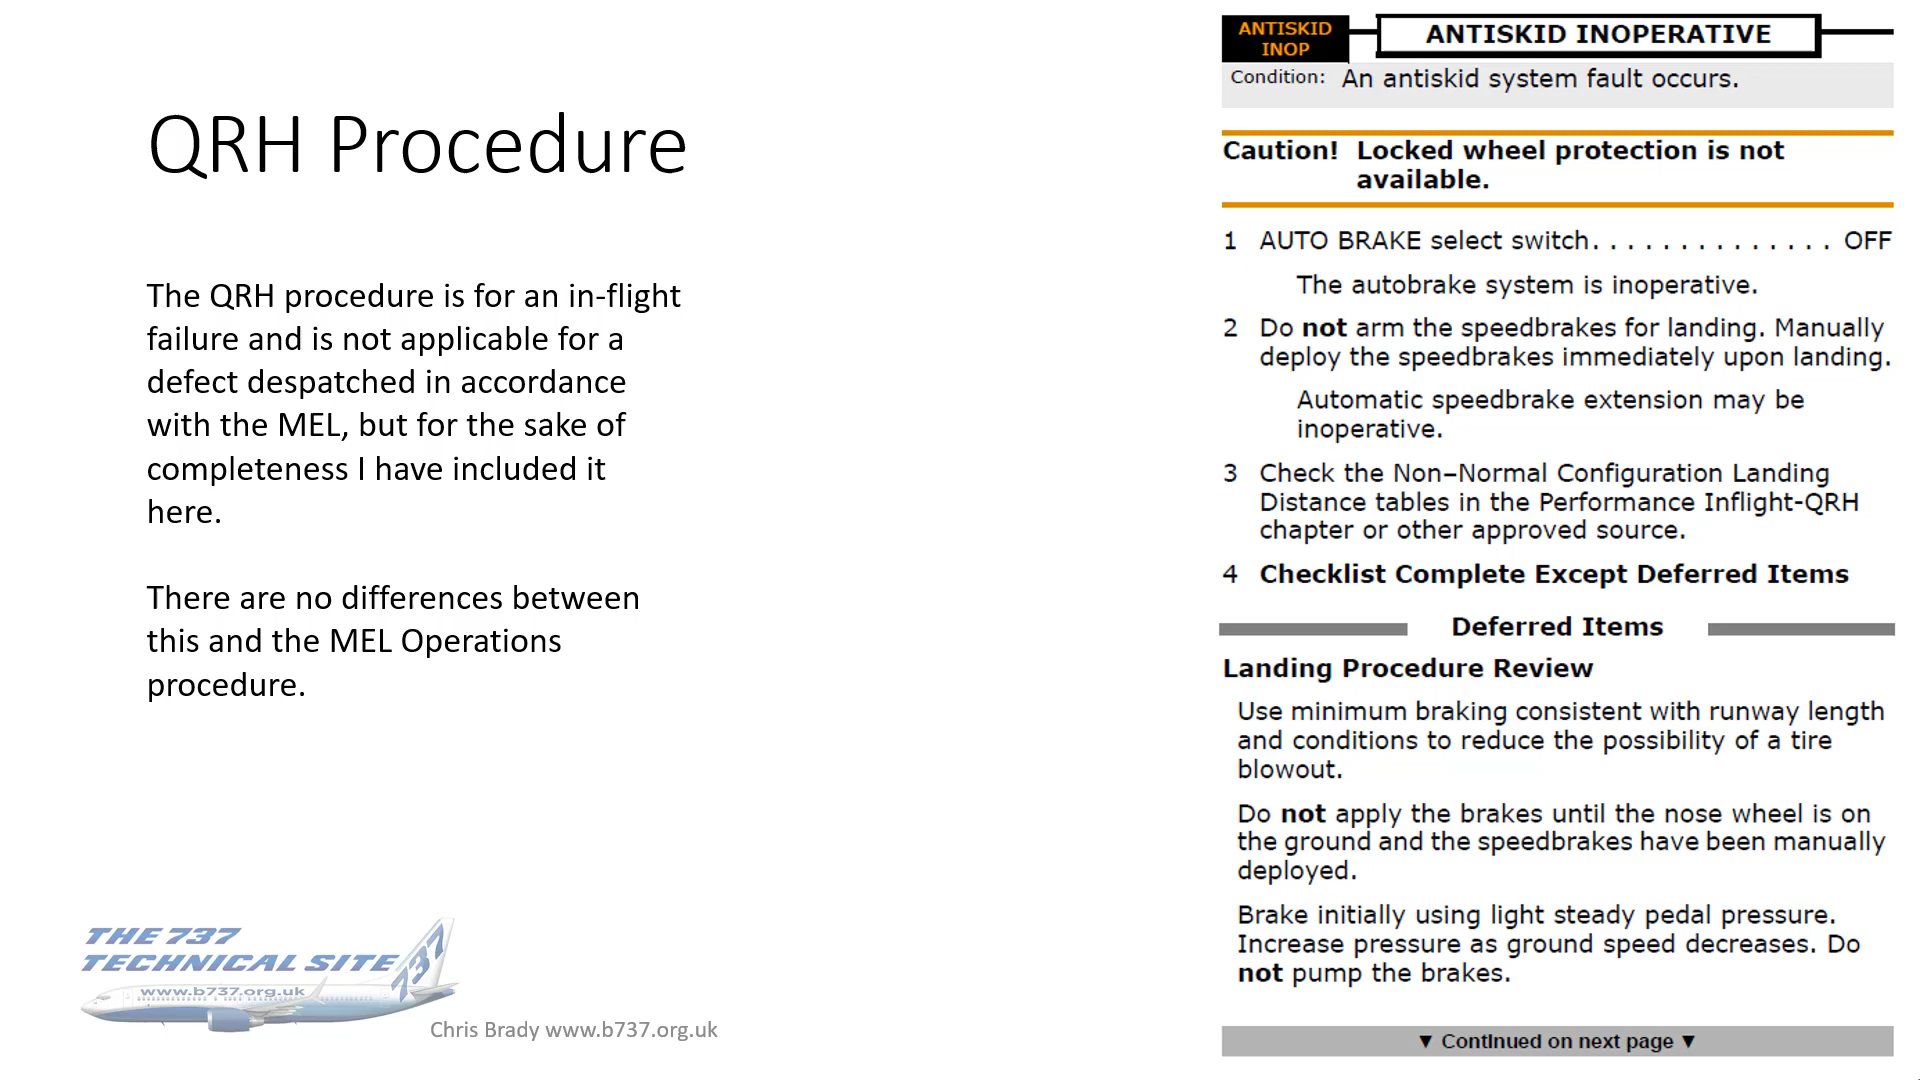 QRH Procedure
The QRH procedure is for an in-flight
failure and is not applicable for a
defect despatched in accordance
with the MEL, but for the sake of
completeness I have included it
here.
There are no differences between
this and the MEL Operations
procedure.
THE 737
TECHNICAL SITE
737
www.b737.org.uk
Chris Brady www.b737.org.uk
ANTISKID
INOP
ANTISKID INOPERATIVE
Condition: An antiskid system fault occurs.
Caution! Locked wheel protection is not
available.
1 AUTO BRAKE select switch. . . . . . . . . . . . . . OFF
The autobrake system is inoperative.
2 Do not arm the speedbrakes for landing. Manually
deploy the speedbrakes immediately upon landing.
Automatic speedbrake extension may be
inoperative.
3 Check the Non–Normal Configuration Landing
Distance tables in the Performance Inflight-QRH
chapter or other approved source.
4 Checklist Complete Except Deferred Items
Deferred Items
Landing Procedure Review
Use minimum braking consistent with runway length
and conditions to reduce the possibility of a tire
blowout.
Do not apply the brakes until the nose wheel is on
the ground and the speedbrakes have been manually
deployed.
Brake initially using light steady pedal pressure.
Increase pressure as ground speed decreases. Do
not pump the brakes.
▼ Continued on next page ▼